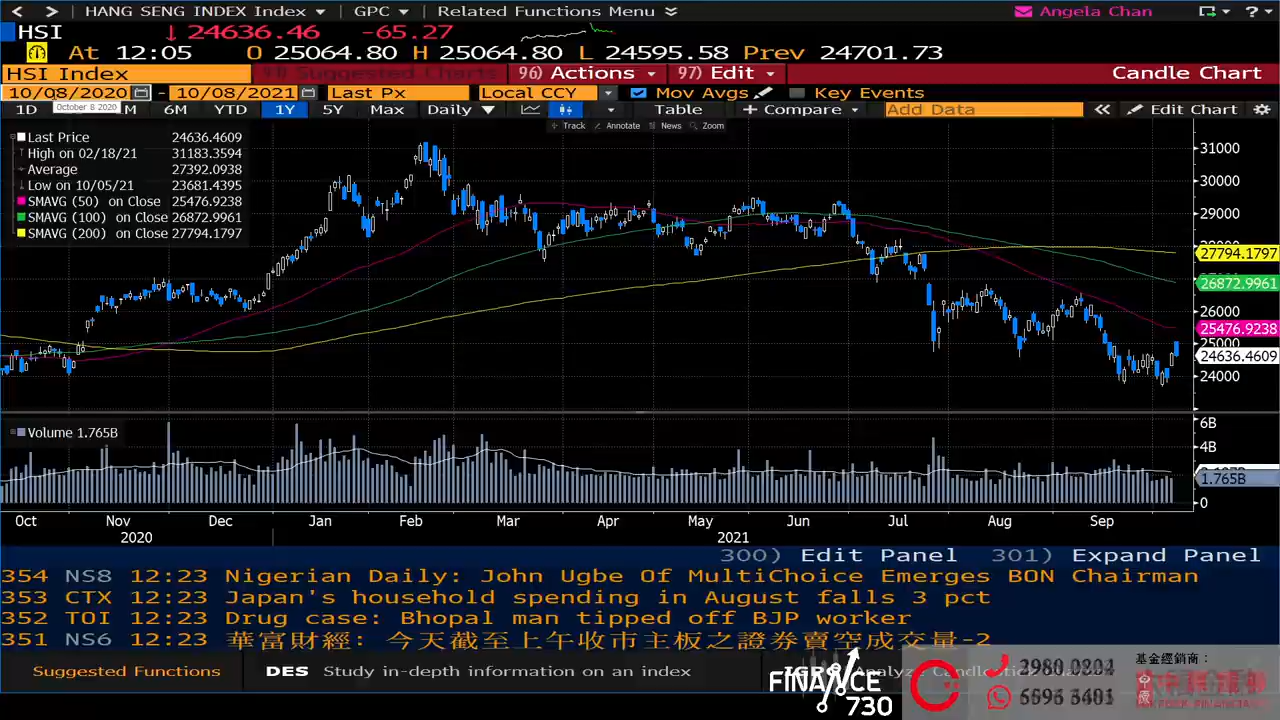 HANG SENG INDEX Index GPC Related Functions Menu Angela Chan
HSI 24636.46 -65.27
At 12:05 O 25064.80 H 25064.80 L 24595.58 Prev 24701.73
HSI Index 96) Actions 97) Edit Candle Chart
10/08/2020 - 10/08/2021 Last Px Local CCY Mov Avgs Key Events
October 8 2020
1D 6M YTD 1Y 5Y Max Daily Table + Compare Add Data « Edit Chart
Track Annotate News Zoom
Last Price 24636.4609
High on 02/18/21 31183.3594
Average 27392.0938
Low on 10/05/21 23681.4395
SMAVG (50) on Close 25476.9238
SMAVG (100) on Close 26872.9961
SMAVG (200) on Close 27794.1797
31000
30000
29000
27794.1797
26872.9961
26000
25476.9238
25000
24636.4609
24000
Volume 1.765B
6B
4B
1.765B
0
Oct Nov Dec Jan Feb Mar Apr May Jun Jul Aug Sep
2020 2021
300) Edit Panel 301) Expand Panel
354 NS8 12:23 Nigerian Daily: John Ugbe Of MultiChoice Emerges BON Chairman
353 CTX 12:23 Japan's household spending in August falls 3 pct
352 TOI 12:23 Drug case: Bhopal man tipped off BJP worker
351 NS6 12:23 華富財經: 今天截至上午收市主板之證券賣空成交量-2
Suggested Functions DES Study in-depth information on an index
FINANCE
730
基金經銷商：